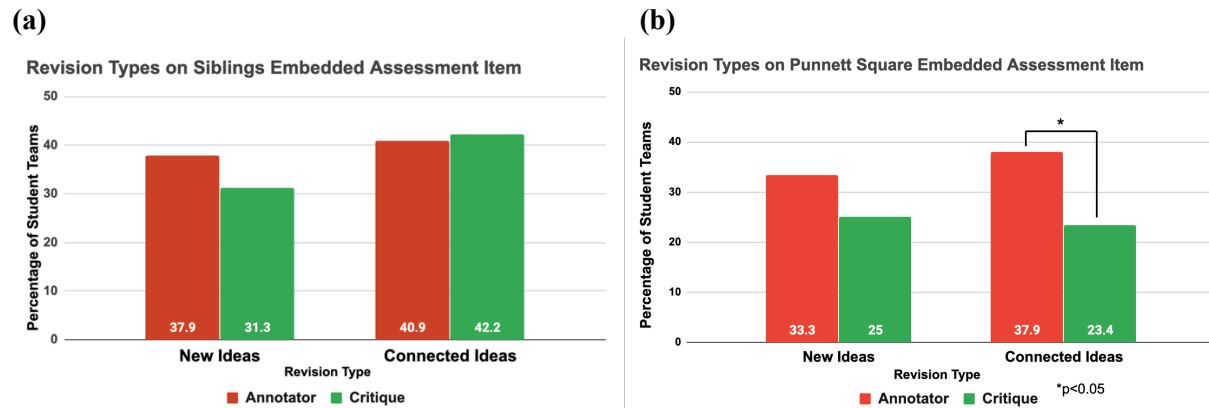 (a)
Revision Types on Siblings Embedded Assessment Item
Percentage of Student Teams
50
40
30
20
10
0
37.9
31.3
40.9
42.2
New Ideas
Connected Ideas
Revision Type
Annotator
Critique
(b)
Revision Types on Punnett Square Embedded Assessment Item
Percentage of Student Teams
50
40
30
20
10
0
*
33.3
25
37.9
23.4
New Ideas
Connected Ideas
Revision Type
*p<0.05
Annotator
Critique